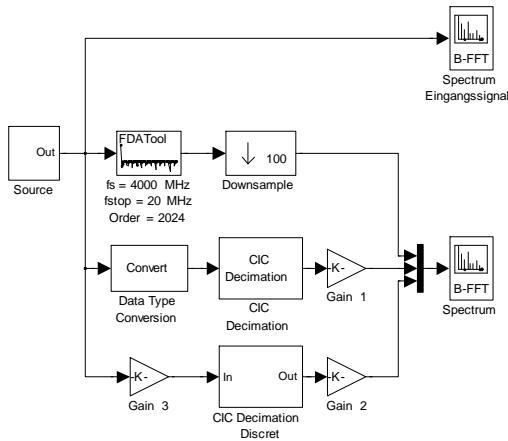 B-FFT
Spectrum
Eingangssignal
Out
Source
FDATool
fs = 4000 MHz
fstop = 20 MHz
Order = 2024
100
Downsample
Convert
Data Type
Conversion
CIC
Decimation
CIC
Decimation
-K-
Gain 1
B-FFT
Spectrum
-K-
Gain 3
In Out
CIC Decimation
Discret
-K-
Gain 2